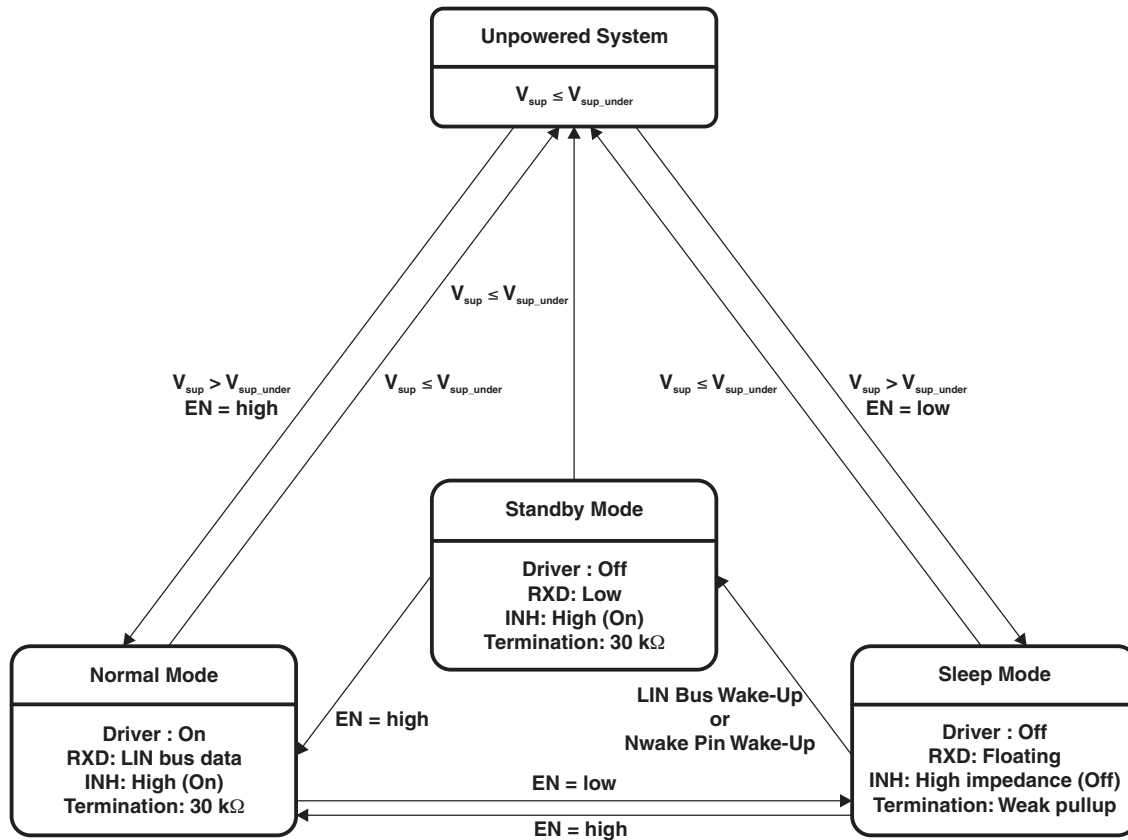 Unpowered System
V_sup ≤ V_sup_under
V_sup ≤ V_sup_under
V_sup > V_sup_under
EN = high
V_sup ≤ V_sup_under
V_sup ≤ V_sup_under
V_sup > V_sup_under
EN = low
Standby Mode
Driver : Off
RXD: Low
INH: High (On)
Termination: 30 kΩ
Normal Mode
Driver : On
RXD: LIN bus data
INH: High (On)
Termination: 30 kΩ
EN = high
LIN Bus Wake-Up
or
Nwake Pin Wake-Up
Sleep Mode
Driver : Off
RXD: Floating
INH: High impedance (Off)
Termination: Weak pullup
EN = low
EN = high